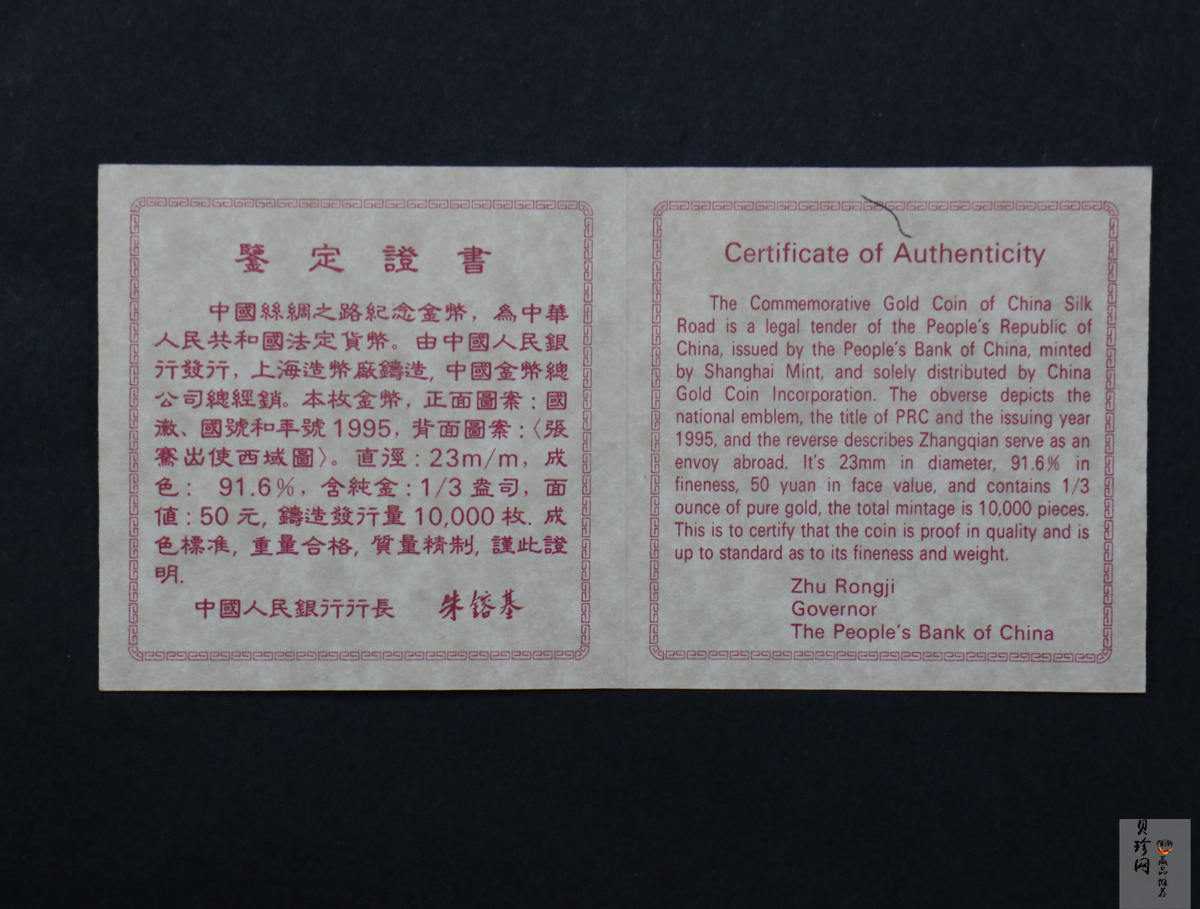 鑒定證書
中國絲綢之路紀念金幣，為中華
人民共和國法定貨幣。由中國人民銀
行發行，上海造幣廠鑄造，中國金幣總
公司總經銷。本枚金幣，正面圖案：國
徽、國號和年號1995，背面圖案：〈張
騫出使西域圖〉。直徑：23m/m，成
色： 91.6%，含純金：1/3盎司，面
值：50元，鑄造發行量10,000枚. 成
色標准，重量合格，質量精制，謹此證
明.
中國人民銀行行長 朱鎔基
Certificate of Authenticity
The Commemorative Gold Coin of China Silk
Road is a legal tender of the People's Republic of
China, issued by the People's Bank of China, minted
by Shanghai Mint, and solely distributed by China
Gold Coin Incorporation. The obverse depicts the
national emblem, the title of PRC and the issuing year
1995, and the reverse describes Zhangqian serve as an
envoy abroad. It's 23mm in diameter, 91.6% in
fineness, 50 yuan in face value, and contains 1/3
ounce of pure gold, the total mintage is 10,000 pieces.
This is to certify that the coin is proof in quality and is
up to standard as to its fineness and weight.
Zhu Rongji
Governor
The People's Bank of China
贝珍网
藏品推荐